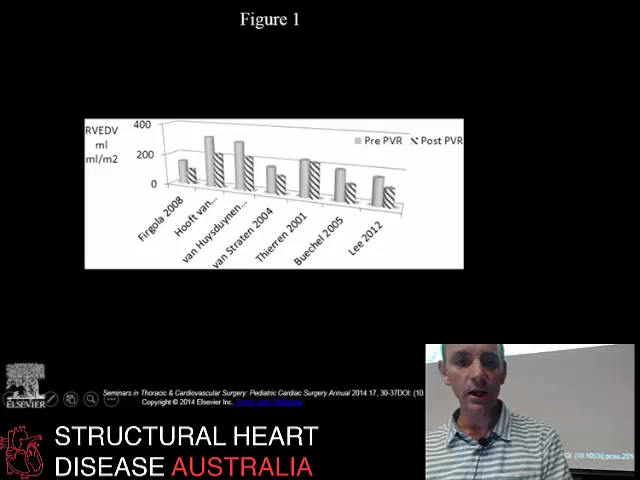 Figure 1
RVEDV
ml
ml/m2
400
200
0
Pre PVR
Post PVR
Firgola 2008
Hooft van...
van Huysduynen...
van Straten 2004
Thierren 2001
Buechel 2005
Lee 2012
ELSEVIER
Seminars in Thoracic & Cardiovascular Surgery: Pediatric Cardiac Surgery Annual 2014 17, 30-37DOI: (10
Copyright © 2014 Elsevier Inc.
STRUCTURAL HEART
DISEASE AUSTRALIA